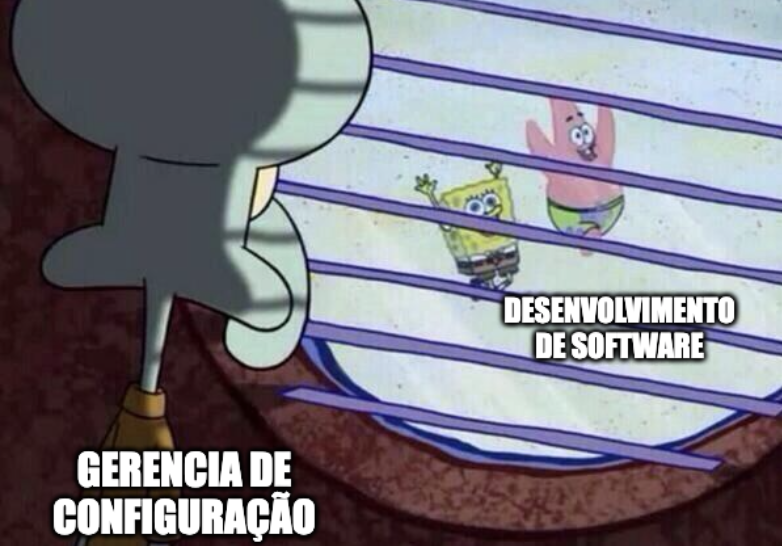 DESENVOLVIMENTO
DE SOFTWARE
GERENCIA DE
CONFIGURAÇÃO